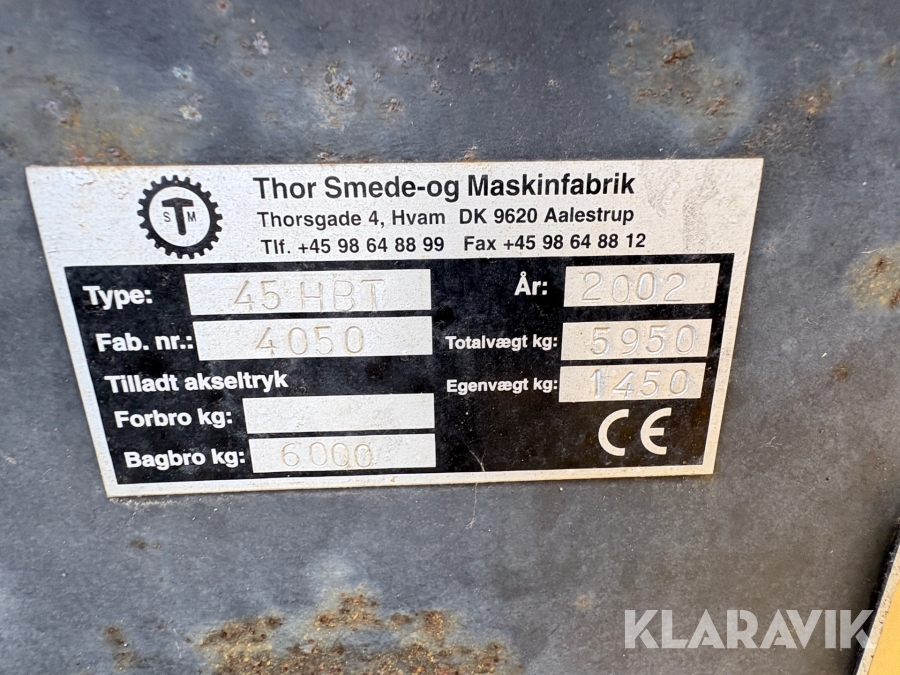 S T M
Thor Smede-og Maskinfabrik
Thorsgade 4, Hvam DK 9620 Aalestrup
Tlf. +45 98 64 88 99 Fax +45 98 64 88 12
Type: 45 HBT År: 2002
Fab. nr.: 4050 Totalvægt kg: 5950
Tilladt akseltryk Egenvægt kg: 1450
Forbro kg:
Bagbro kg: 6000 CE
KLARAVIK